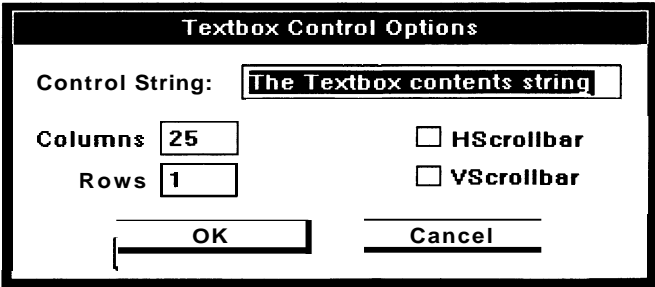 Textbox Control Options
Control String: The Textbox contents string
Columns 25
HScrollbar
Rows 1
VScrollbar
OK Cancel